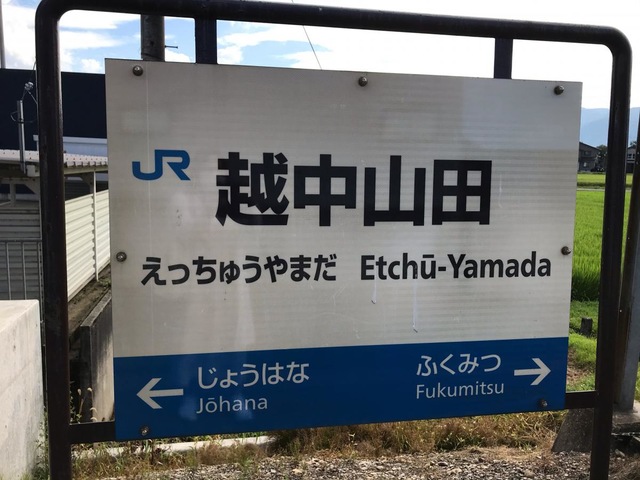 JR 越中山田
えっちゅうやまだ Etchū-Yamada
← じょうはな
Jōhana
ふくみつ →
Fukumitsu